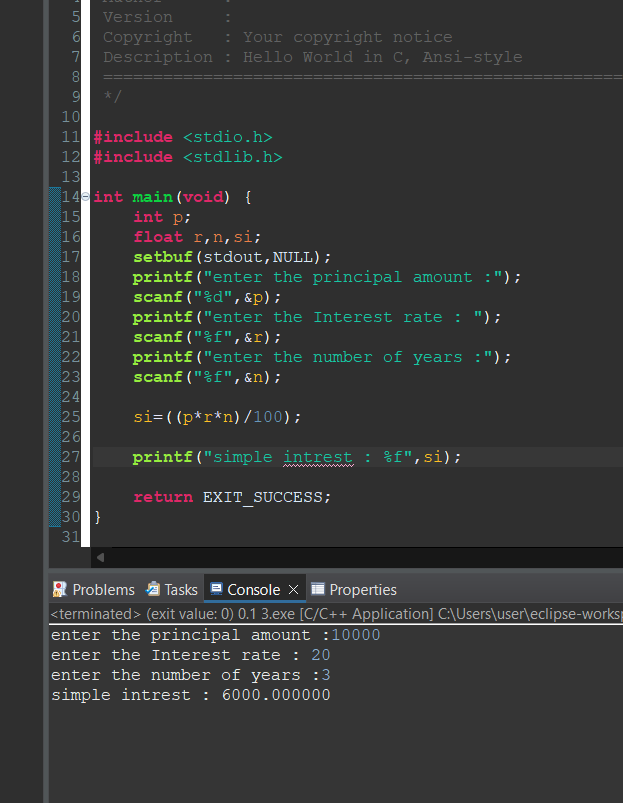 5 Version :
6 Copyright : Your copyright notice
7 Description : Hello World in C, Ansi-style
8 ====================================================
9 */
10
11 #include <stdio.h>
12 #include <stdlib.h>
13
14 int main(void) {
15 int p;
16 float r,n,si;
17 setbuf(stdout,NULL);
18 printf("enter the principal amount :");
19 scanf("%d",&p);
20 printf("enter the Interest rate : ");
21 scanf("%f",&r);
22 printf("enter the number of years :");
23 scanf("%f",&n);
24
25 si=((p*r*n)/100);
26
27 printf("simple intrest : %f",si);
28
29 return EXIT_SUCCESS;
30 }
31
Problems Tasks Console Properties
<terminated> (exit value: 0) 0.1 3.exe [C/C++ Application] C:\Users\user\eclipse-worksp
enter the principal amount :10000
enter the Interest rate : 20
enter the number of years :3
simple intrest : 6000.000000